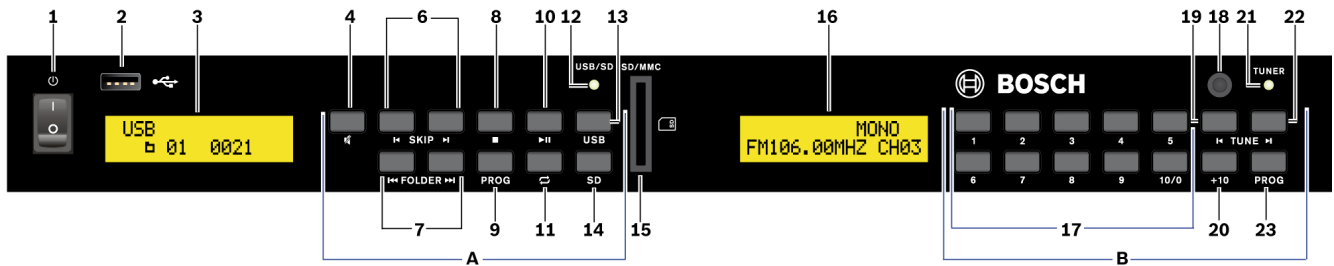 1 2 3 4 6 8 10 12 13 16 19 18 21 22
USB/SD SD/MMC
BOSCH
TUNER
USB
01 0021
MONO
FM106.00MHZ CH03
SKIP USB
1 2 3 4 5 TUNE
FOLDER PROG SD
SD
6 7 8 9 10/0 +10 PROG
7 9 11 14 15 17 20 23
A B